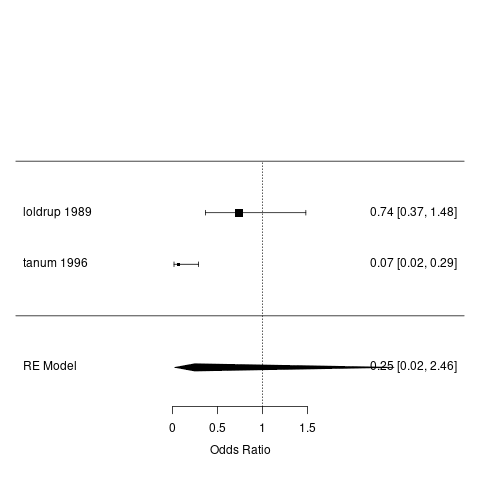 loldrup 1989 0.74 [0.37, 1.48]
tanum 1996 0.07 [0.02, 0.29]
RE Model 0.25 [0.02, 2.46]
0 0.5 1 1.5
Odds Ratio